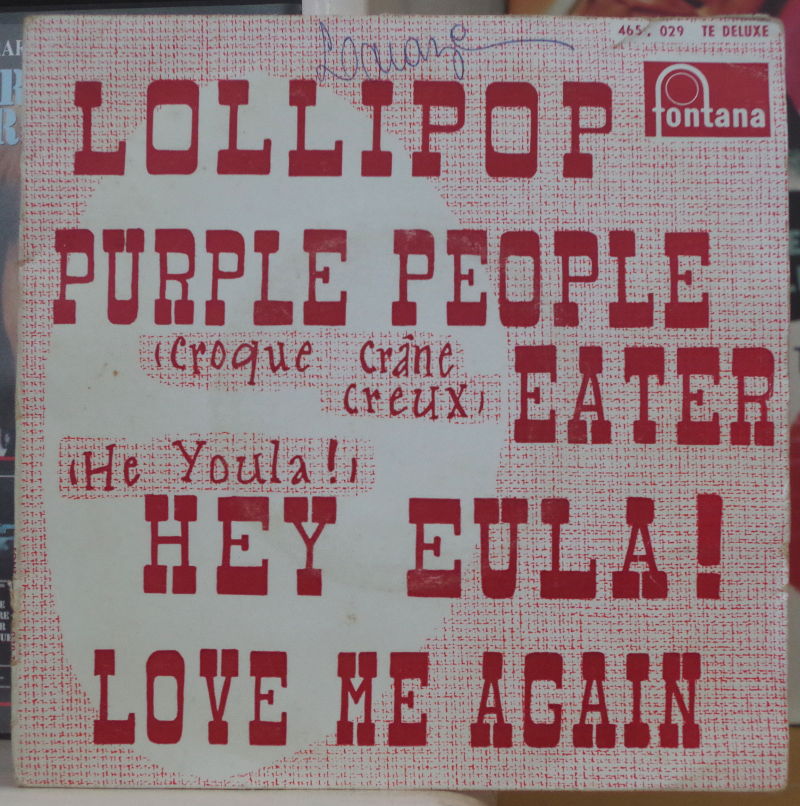 465. 029 TE DELUXE
fontana
LOLLIPOP
PURPLE PEOPLE
(Croque Crâne
creux)
EATER
(He Youla!)
HEY EULA!
LOVE ME AGAIN